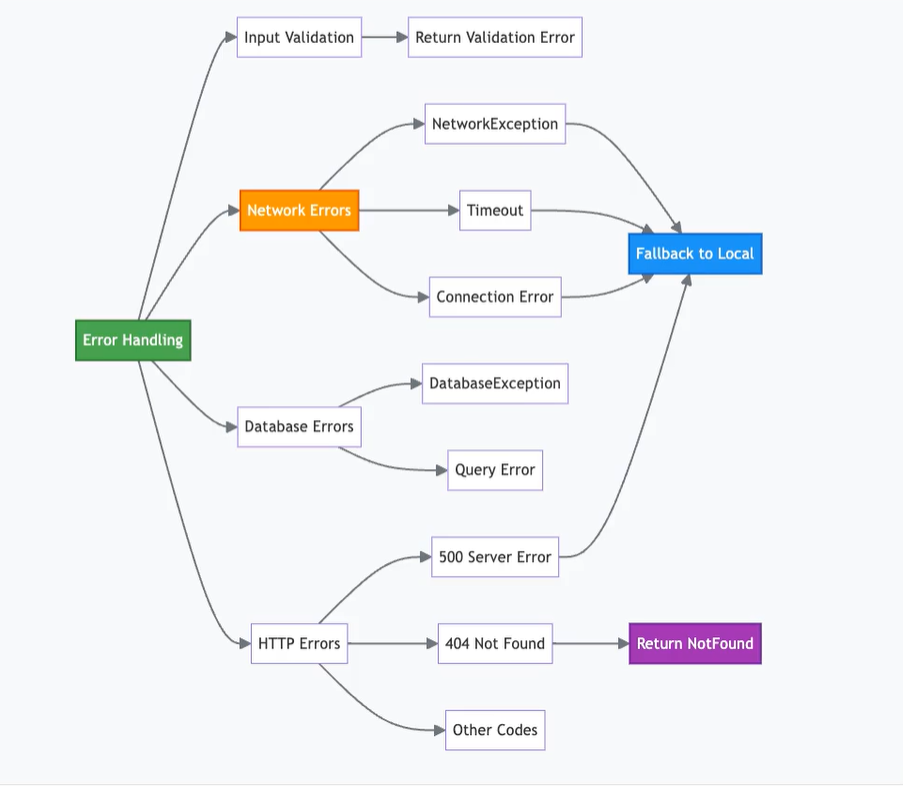 Input Validation
Return Validation Error
NetworkException
Network Errors
Timeout
Fallback to Local
Connection Error
Error Handling
DatabaseException
Database Errors
Query Error
500 Server Error
HTTP Errors
404 Not Found
Return NotFound
Other Codes